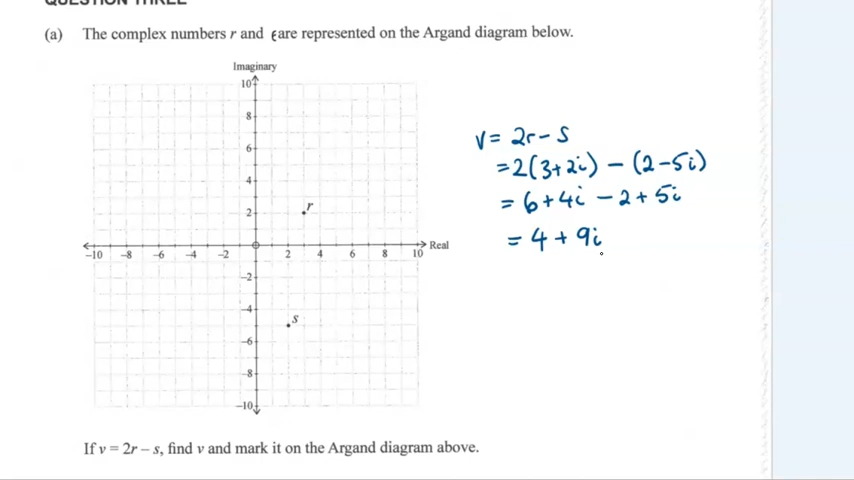 QUESTION THREE
(a) The complex numbers r and are represented on the Argand diagram below.
Imaginary
10
8
6
4
2
r
-10 -8 -6 -4 -2 0 2 4 6 8 10 Real
-2
-4
s
-6
-8
-10
v = 2r - s
= 2(3+2i) - (2-5i)
= 6+4i - 2+5i
= 4 + 9i
If v = 2r – s, find v and mark it on the Argand diagram above.